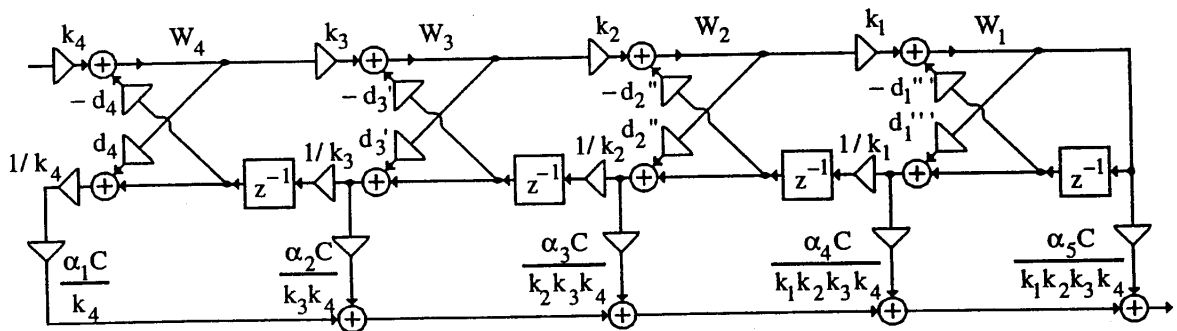 k₄ W₄ k₃ W₃ k₂ W₂ k₁ W₁
-d₄ -d₃' -d₂'' -d₁'''
d₄ d₃' d₂'' d₁'''
1/k₄ 1/k₃ 1/k₂ 1/k₁
z⁻¹ z⁻¹ z⁻¹ z⁻¹
α₁C α₂C α₃C α₄C α₅C
k₄ k₃k₄ k₂k₃k₄ k₁k₂k₃k₄ k₁k₂k₃k₄